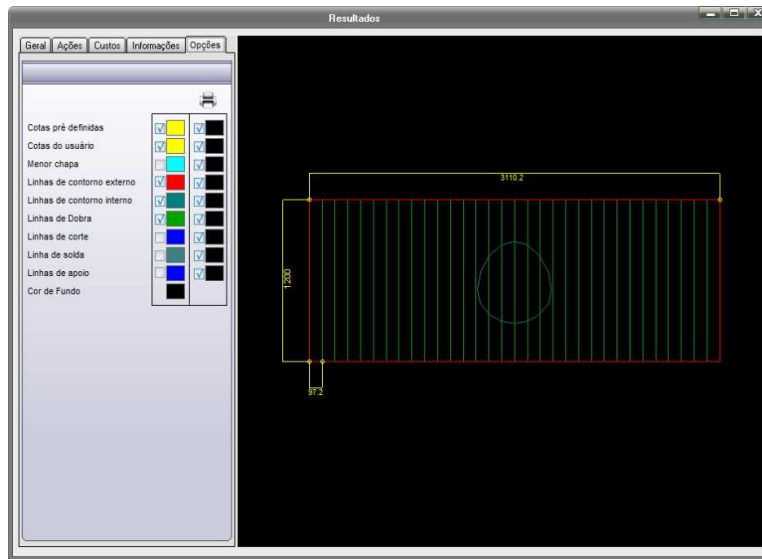 Resultados
Geral Ações Custos Informações Opções
Cotas pré definidas
Cotas do usuário
Menor chapa
Linhas de contorno externo
Linhas de contorno interno
Linhas de Dobra
Linhas de corte
Linha de solda
Linhas de apoio
Cor de Fundo
3110.2
1200
97.2